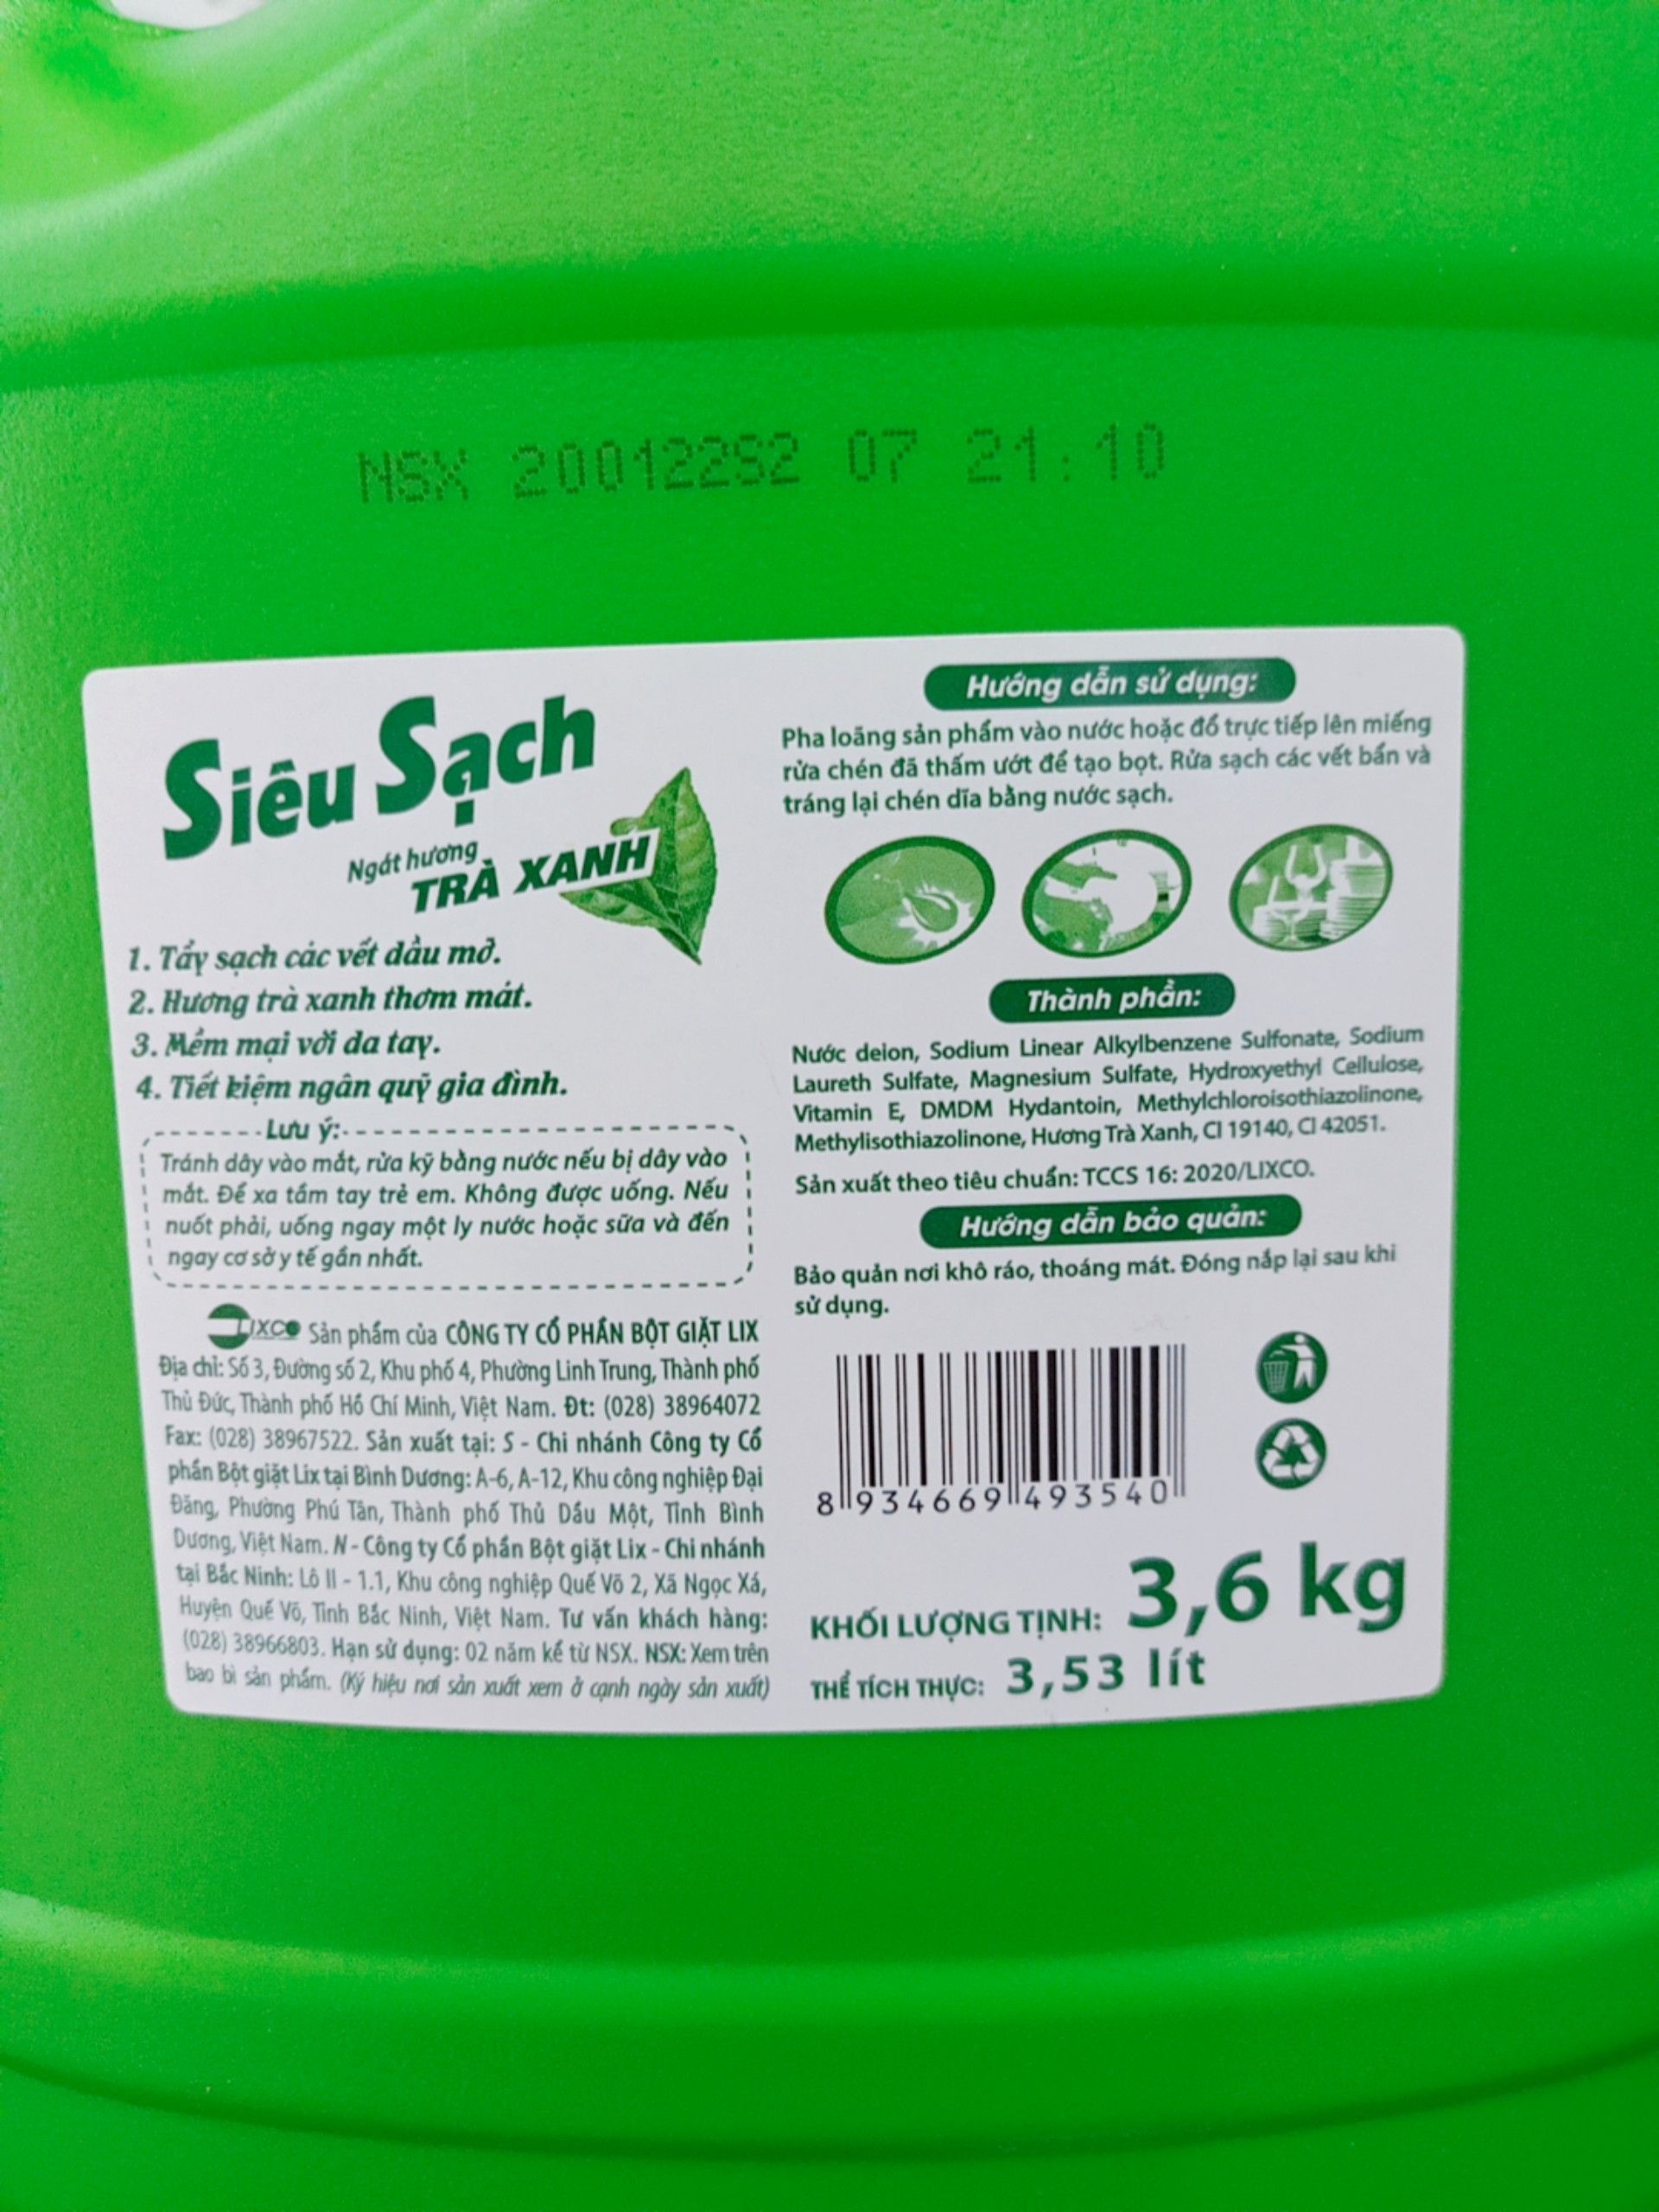 NSX 200122S2 07 21:10
Siêu Sạch
Ngát hương
TRÀ XANH
1. Tẩy sạch các vết dầu mỡ.
2. Hương trà xanh thơm mát.
3. Mềm mại với da tay.
4. Tiết kiệm ngân quỹ gia đình.
Lưu ý:
Tránh dây vào mắt, rửa kỹ bằng nước nếu bị dây vào
mắt. Để xa tầm tay trẻ em. Không được uống. Nếu
nuốt phải, uống ngay một ly nước hoặc sữa và đến
ngay cơ sở y tế gần nhất.
LIXCO Sản phẩm của CÔNG TY CỔ PHẦN BỘT GIẶT LIX
Địa chỉ: Số 3, Đường số 2, Khu phố 4, Phường Linh Trung, Thành phố
Thủ Đức, Thành phố Hồ Chí Minh, Việt Nam. Đt: (028) 38964072
Fax: (028) 38967522. Sản xuất tại: S - Chi nhánh Công ty Cổ
phần Bột giặt Lix tại Bình Dương: A-6, A-12, Khu công nghiệp Đại
Đăng, Phường Phú Tân, Thành phố Thủ Dầu Một, Tỉnh Bình
Dương, Việt Nam. N - Công ty Cổ phần Bột giặt Lix - Chi nhánh
tại Bắc Ninh: Lô II - 1.1, Khu công nghiệp Quế Võ 2, Xã Ngọc Xá,
Huyện Quế Võ, Tỉnh Bắc Ninh, Việt Nam. Tư vấn khách hàng:
(028) 38966803. Hạn sử dụng: 02 năm kể từ NSX. NSX: Xem trên
bao bì sản phẩm. (Ký hiệu nơi sản xuất xem ở cạnh ngày sản xuất)
Hướng dẫn sử dụng:
Pha loãng sản phẩm vào nước hoặc đổ trực tiếp lên miếng
rửa chén đã thấm ướt để tạo bọt. Rửa sạch các vết bẩn và
tráng lại chén dĩa bằng nước sạch.
Thành phần:
Nước deion, Sodium Linear Alkylbenzene Sulfonate, Sodium
Laureth Sulfate, Magnesium Sulfate, Hydroxyethyl Cellulose,
Vitamin E, DMDM Hydantoin, Methylchloroisothiazolinone,
Methylisothiazolinone, Hương Trà Xanh, CI 19140, CI 42051.
Sản xuất theo tiêu chuẩn: TCCS 16: 2020/LIXCO.
Hướng dẫn bảo quản:
Bảo quản nơi khô ráo, thoáng mát. Đóng nắp lại sau khi
sử dụng.
8 934669 493540
KHỐI LƯỢNG TỊNH: 3,6 kg
THỂ TÍCH THỰC: 3,53 lít